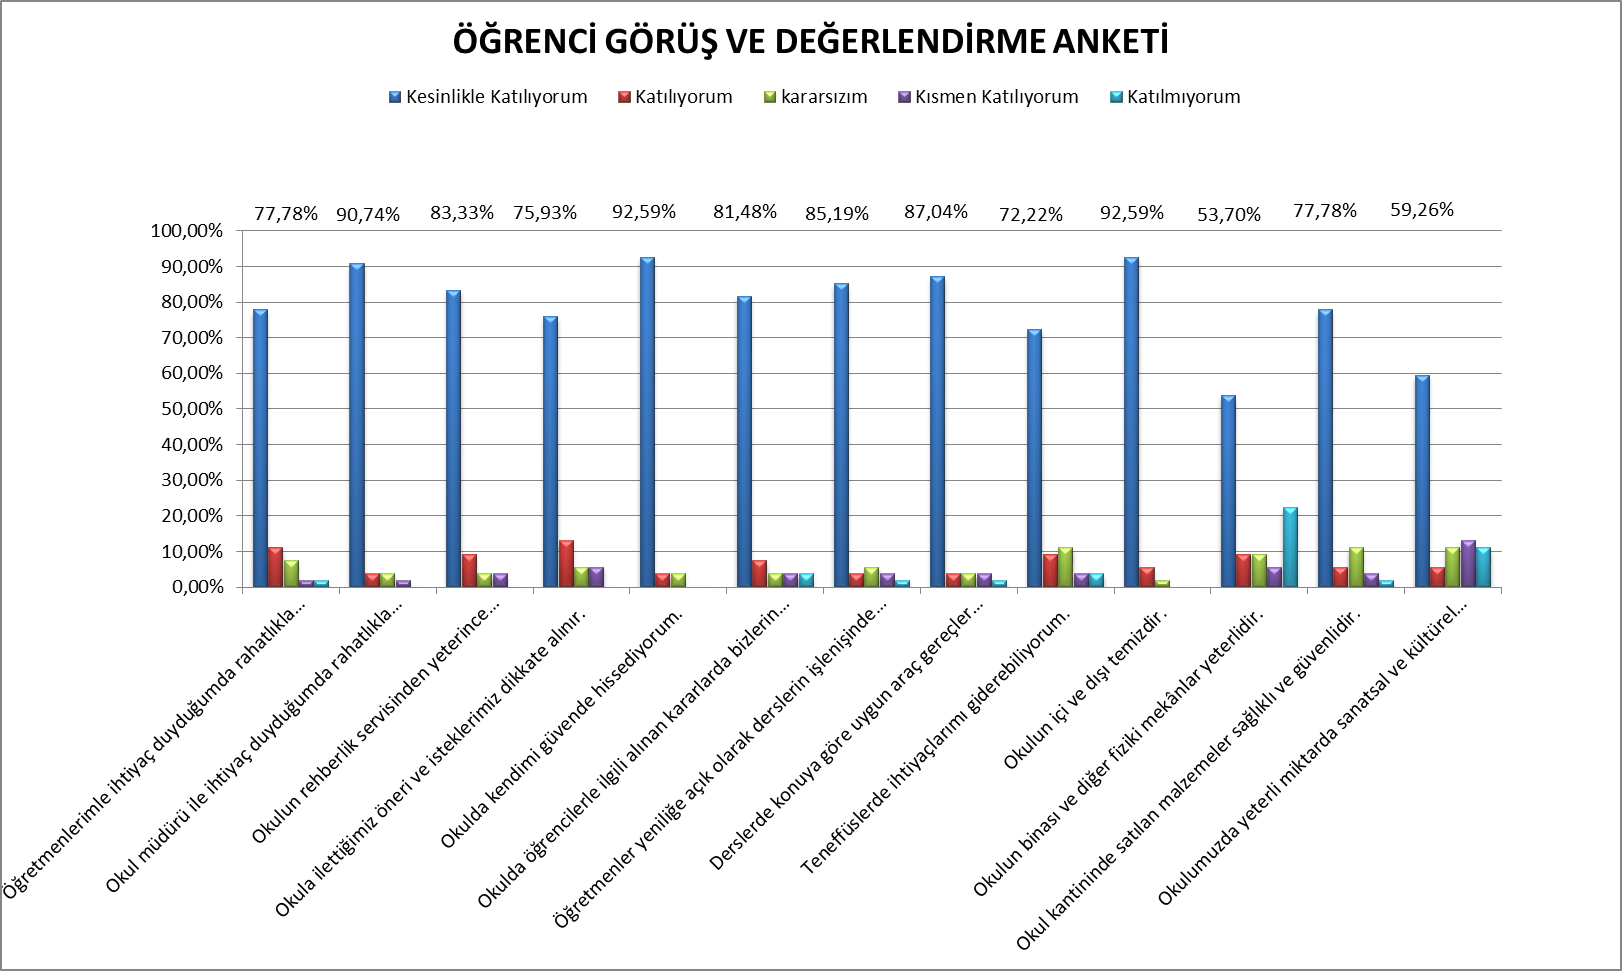 ÖĞRENCİ GÖRÜŞ VE DEĞERLENDİRME ANKETİ
Kesinlikle Katılıyorum
Katılıyorum
kararsızım
Kısmen Katılıyorum
Katılmıyorum
77,78%
90,74%
83,33%
75,93%
92,59%
81,48%
85,19%
87,04%
72,22%
92,59%
53,70%
77,78%
59,26%
100,00%
90,00%
80,00%
70,00%
60,00%
50,00%
40,00%
30,00%
20,00%
10,00%
0,00%
Öğretmenlerimle ihtiyaç duyduğumda rahatlıkla…
Okul müdürü ile ihtiyaç duyduğumda rahatlıkla…
Okulun rehberlik servisinden yeterince…
Okula ilettiğimiz öneri ve isteklerimiz dikkate alınır.
Okulda kendimi güvende hissediyorum.
Okulda öğrencilerle ilgili alınan kararlarda bizlerin…
Öğretmenler yeniliğe açık olarak derslerin işlenişinde…
Derslerde konuya göre uygun araç gereçler…
Teneffüslerde ihtiyaçlarımı giderebiliyorum.
Okulun içi ve dışı temizdir.
Okulun binası ve diğer fiziki mekânlar yeterlidir.
Okul kantininde satılan malzemeler sağlıklı ve güvenlidir.
Okulumuzda yeterli miktarda sanatsal ve kültürel…